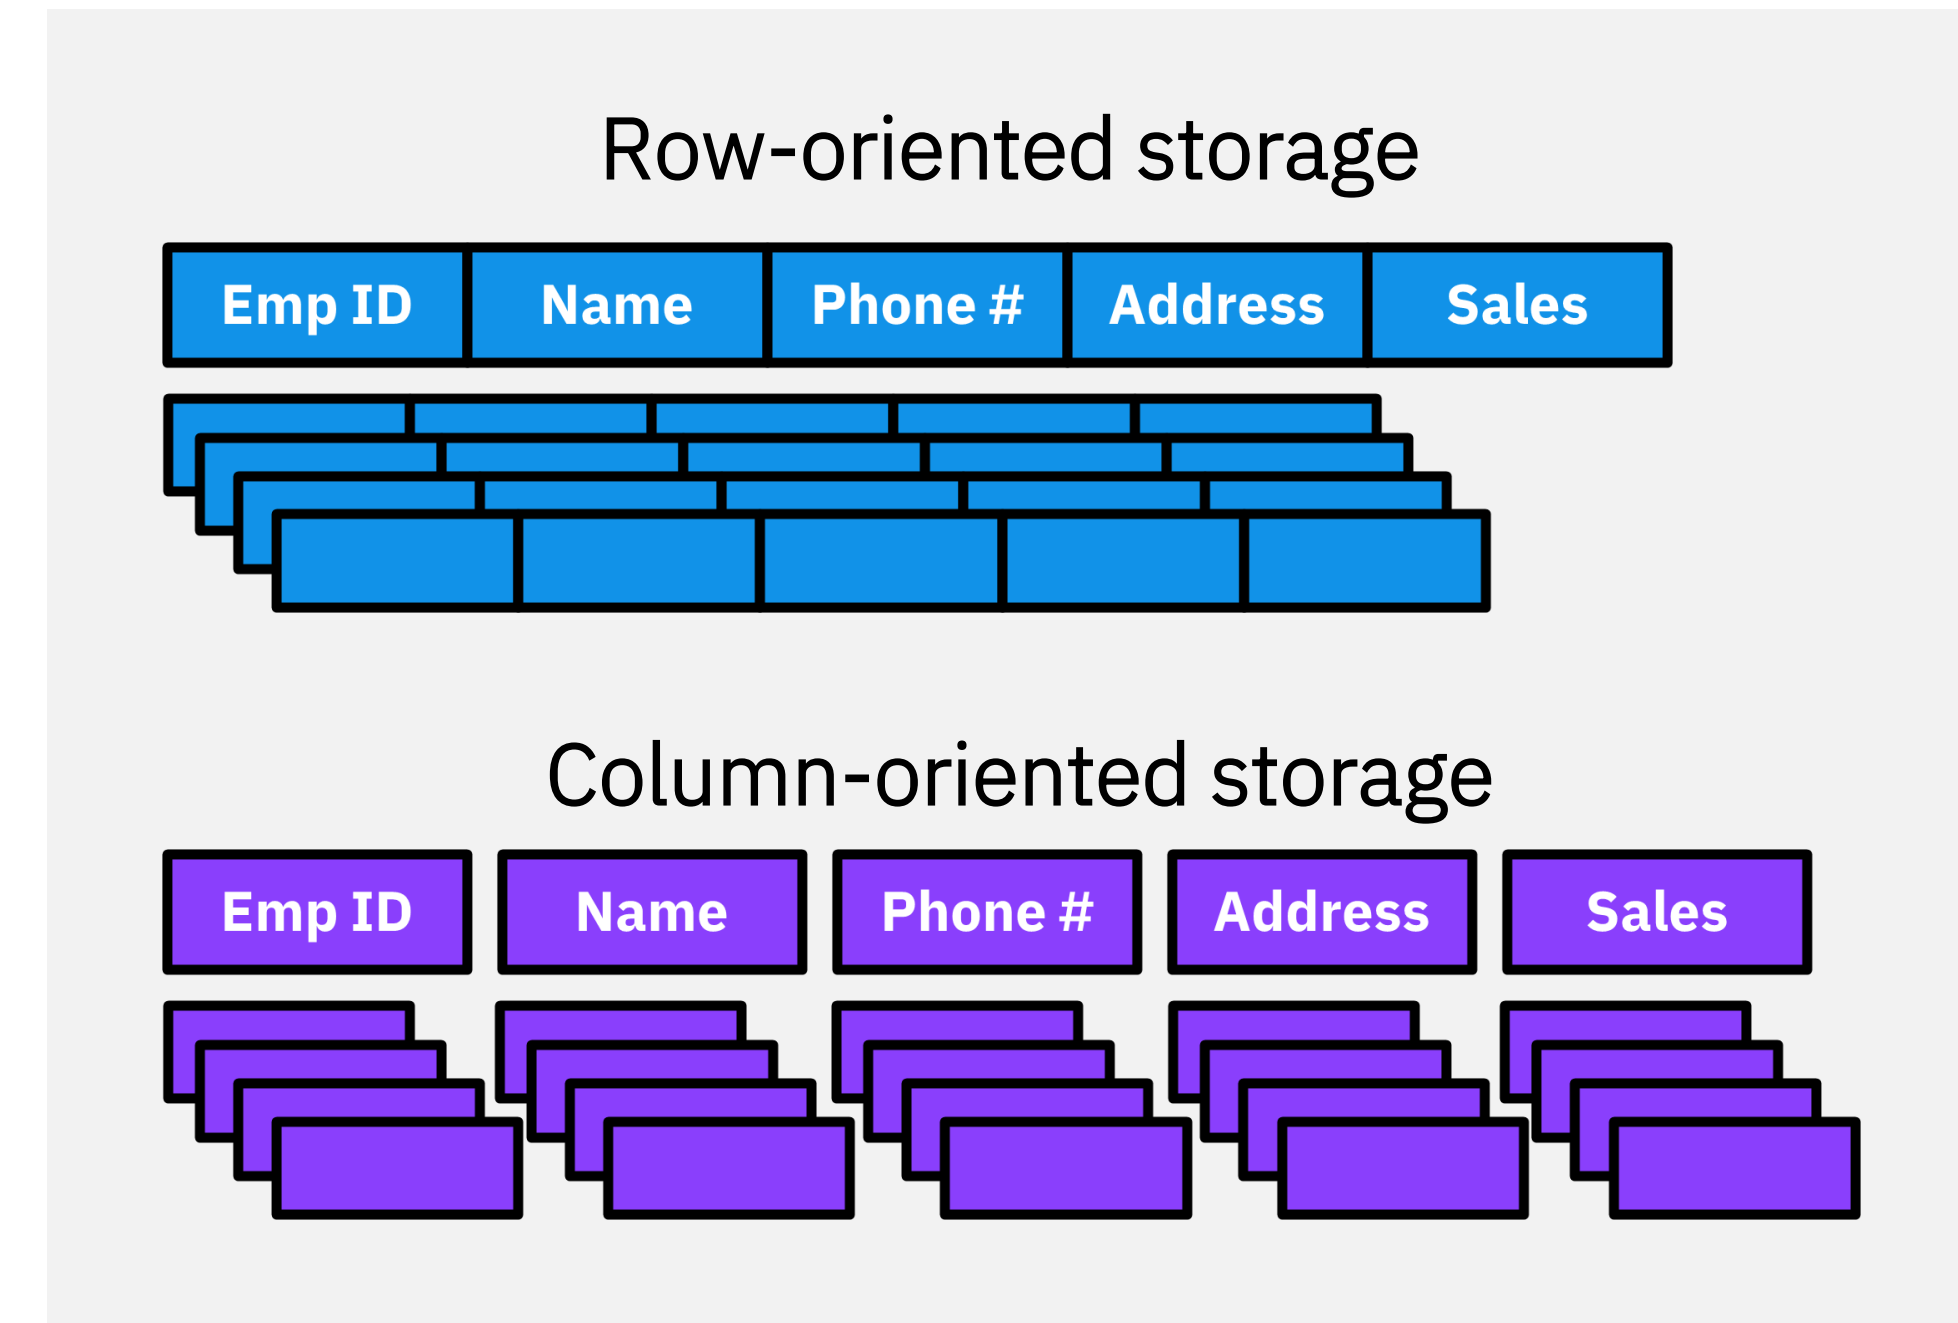 Row-oriented storage
Emp ID Name Phone # Address Sales
Column-oriented storage
Emp ID Name Phone # Address Sales